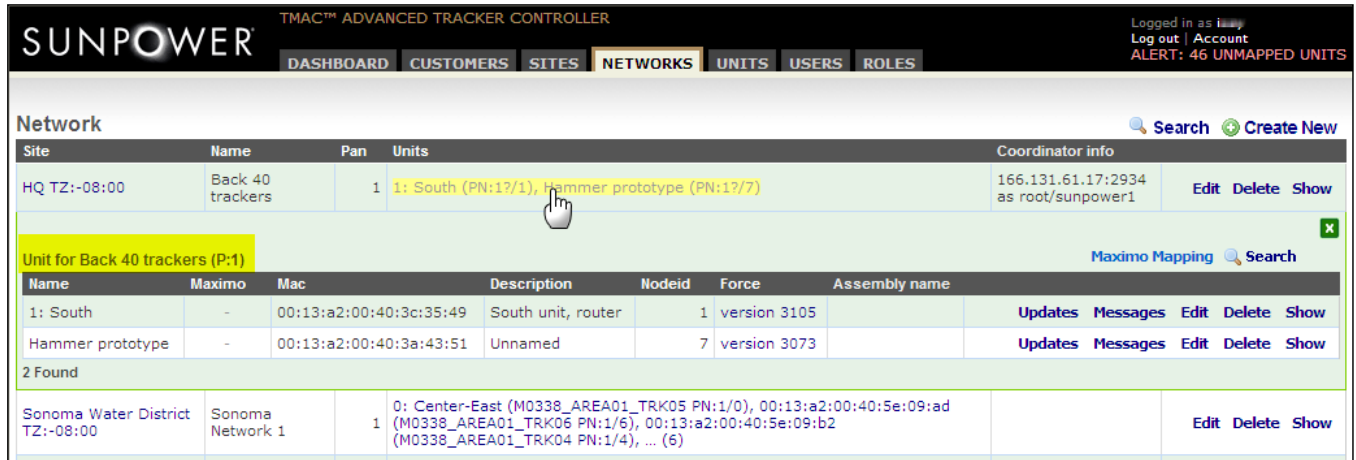 SUNPOWER
TMAC™ ADVANCED TRACKER CONTROLLER
Logged in as
Log out | Account
ALERT: 46 UNMAPPED UNITS
DASHBOARD CUSTOMERS SITES NETWORKS UNITS USERS ROLES
Network
Search Create New
Site Name Pan Units Coordinator info
HQ TZ:-08:00
Back 40
trackers
1
1: South (PN:1?/1), Hammer prototype (PN:1?/7)
166.131.61.17:2934
as root/sunpower1
Edit Delete Show
x
Unit for Back 40 trackers (P:1)
Maximo Mapping Search
Name Maximo Mac Description Nodeid Force Assembly name
1: South - 00:13:a2:00:40:3c:35:49 South unit, router 1 version 3105 Updates Messages Edit Delete Show
Hammer prototype - 00:13:a2:00:40:3a:43:51 Unnamed 7 version 3073 Updates Messages Edit Delete Show
2 Found
Sonoma Water District
TZ:-08:00
Sonoma
Network 1
1
0: Center-East (M0338_AREA01_TRK05 PN:1/0), 00:13:a2:00:40:5e:09:ad
(M0338_AREA01_TRK06 PN:1/6), 00:13:a2:00:40:5e:09:b2
(M0338_AREA01_TRK04 PN:1/4), ... (6)
Edit Delete Show